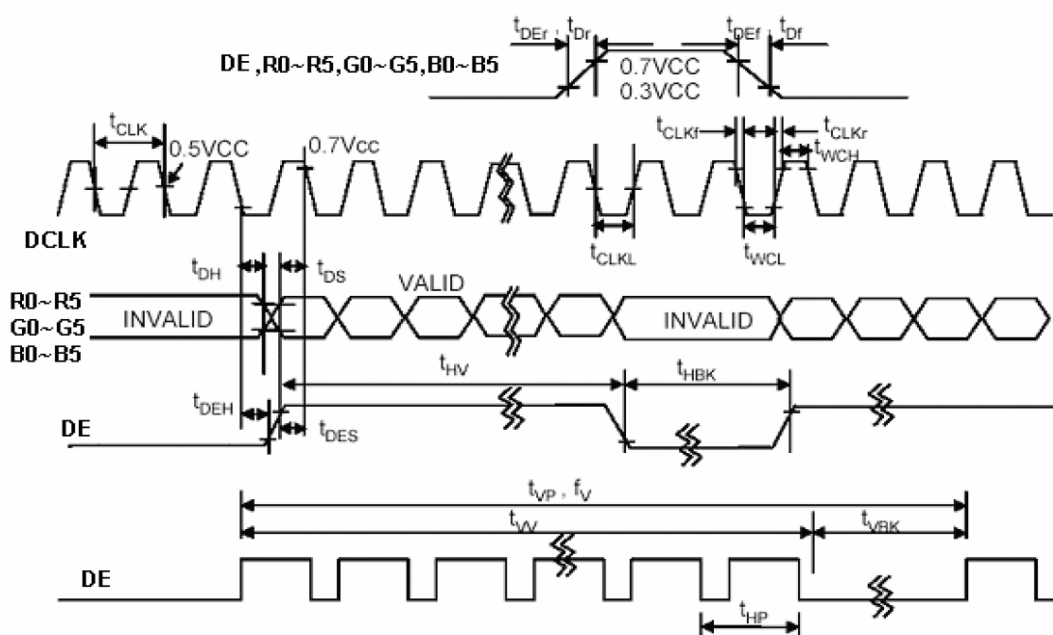 tDEr , tDr
tDEf , tDf
DE ,R0~R5,G0~G5,B0~B5
0.7VCC
0.3VCC
tCLK
0.5VCC
0.7Vcc
tCLKf
tCLKr
tWCH
DCLK
tDH
tDS
tCLKL
tWCL
R0~R5
G0~G5
B0~B5
INVALID
VALID
INVALID
tHV
tHBK
tDEH
DE
tDES
tVP , fV
tVV
tVBK
DE
tHP